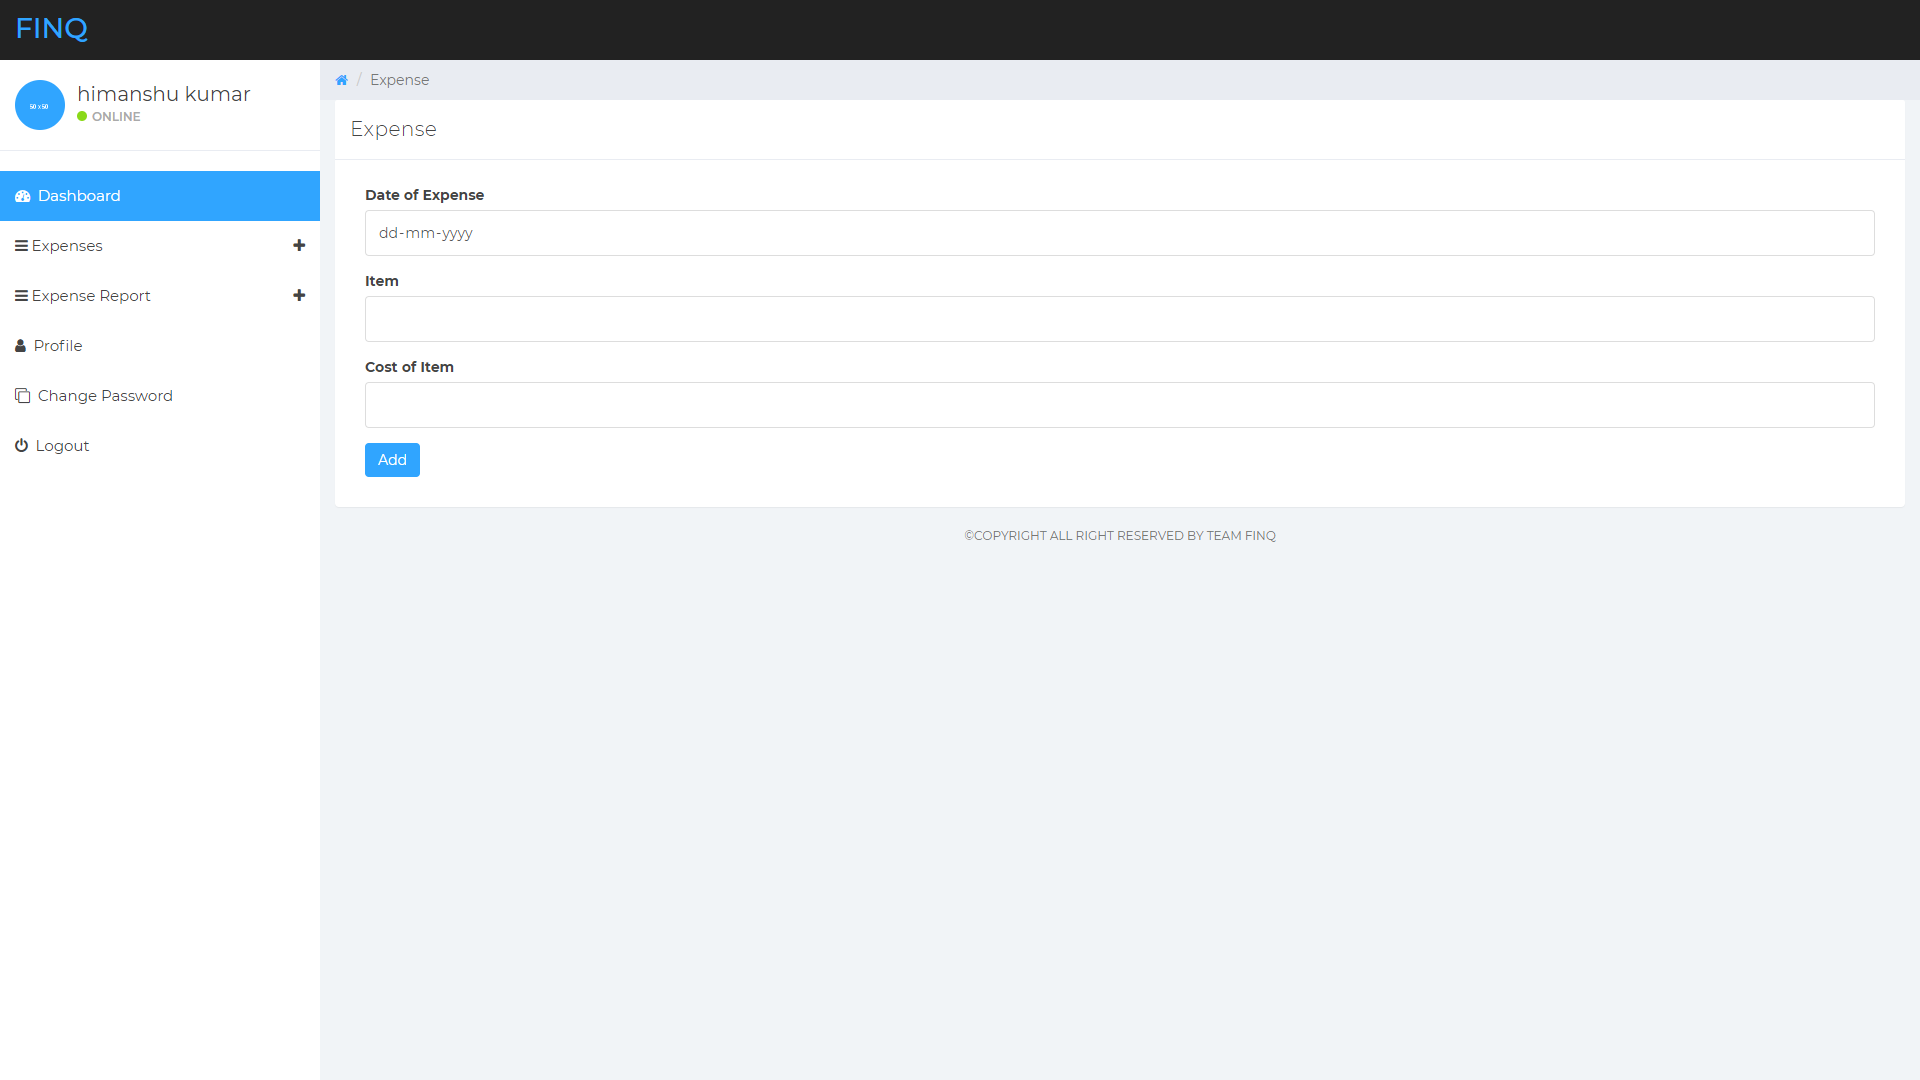 FINQ
50 x 50
himanshu kumar
ONLINE
Dashboard
Expenses
Expense Report
Profile
Change Password
Logout
/ Expense
Expense
Date of Expense
dd-mm-yyyy
Item
Cost of Item
Add
©COPYRIGHT ALL RIGHT RESERVED BY TEAM FINQ